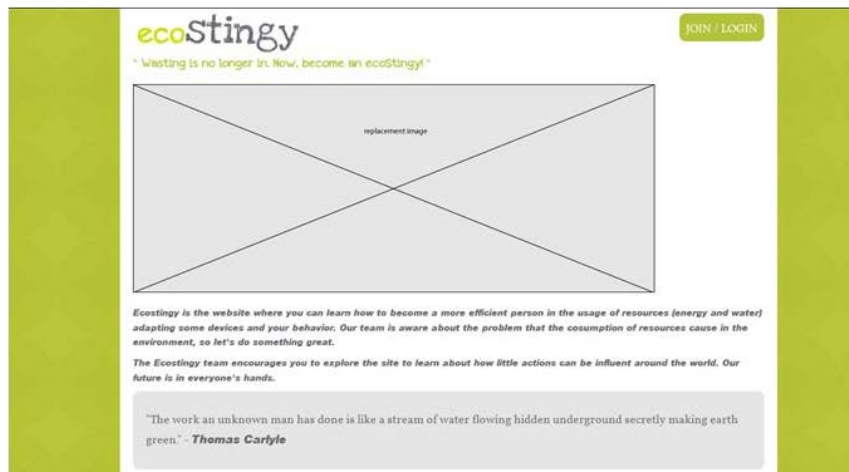 ecoStingy
JOIN / LOGIN
" Wasting is no longer in. Now, become an ecoStingy! "
replacement image
Ecostingy is the website where you can learn how to become a more efficient person in the usage of resources (energy and water)
adapting some devices and your behavior. Our team is aware about the problem that the cosumption of resources cause in the
environment, so let's do something great.
The Ecostingy team encourages you to explore the site to learn about how little actions can be influent around the world. Our
future is in everyone's hands.
"The work an unknown man has done is like a stream of water flowing hidden underground secretly making earth
green." - Thomas Carlyle